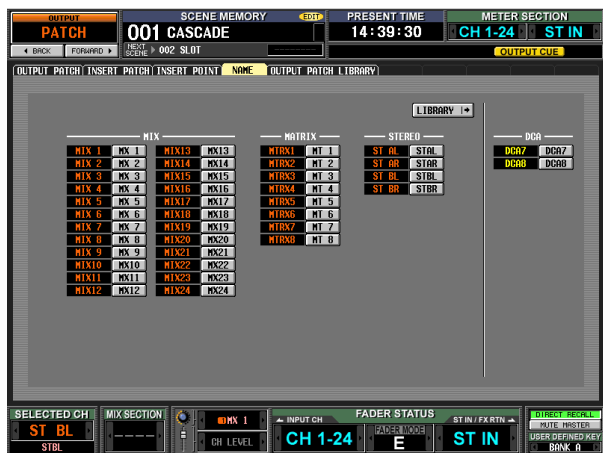 OUTPUT SCENE MEMORY EDIT PRESENT TIME METER SECTION
PATCH 001 CASCADE 14:39:30 CH 1-24 ST IN
BACK FORWARD NEXT SCENE 002 SLOT OUTPUT CUE
OUTPUT PATCH INSERT PATCH INSERT POINT NAME OUTPUT PATCH LIBRARY
LIBRARY
MIX MATRIX STEREO DCA
MIX 1 MX 1 MIX13 MX13 MTRX1 MT 1 ST AL STAL DCA7 DCA7
MIX 2 MX 2 MIX14 MX14 MTRX2 MT 2 ST AR STAR DCA8 DCA8
MIX 3 MX 3 MIX15 MX15 MTRX3 MT 3 ST BL STBL
MIX 4 MX 4 MIX16 MX16 MTRX4 MT 4 ST BR STBR
MIX 5 MX 5 MIX17 MX17 MTRX5 MT 5
MIX 6 MX 6 MIX18 MX18 MTRX6 MT 6
MIX 7 MX 7 MIX19 MX19 MTRX7 MT 7
MIX 8 MX 8 MIX20 MX20 MTRX8 MT 8
MIX 9 MX 9 MIX21 MX21
MIX10 MX10 MIX22 MX22
MIX11 MX11 MIX23 MX23
MIX12 MX12 MIX24 MX24
SELECTED CH MIX SECTION MX 1 INPUT CH FADER STATUS ST IN / FX RTN DIRECT RECALL
ST BL ---- CH 1-24 FADER MODE ST IN MUTE MASTER
STBL CH LEVEL E USER DEFINED KEY
BANK A